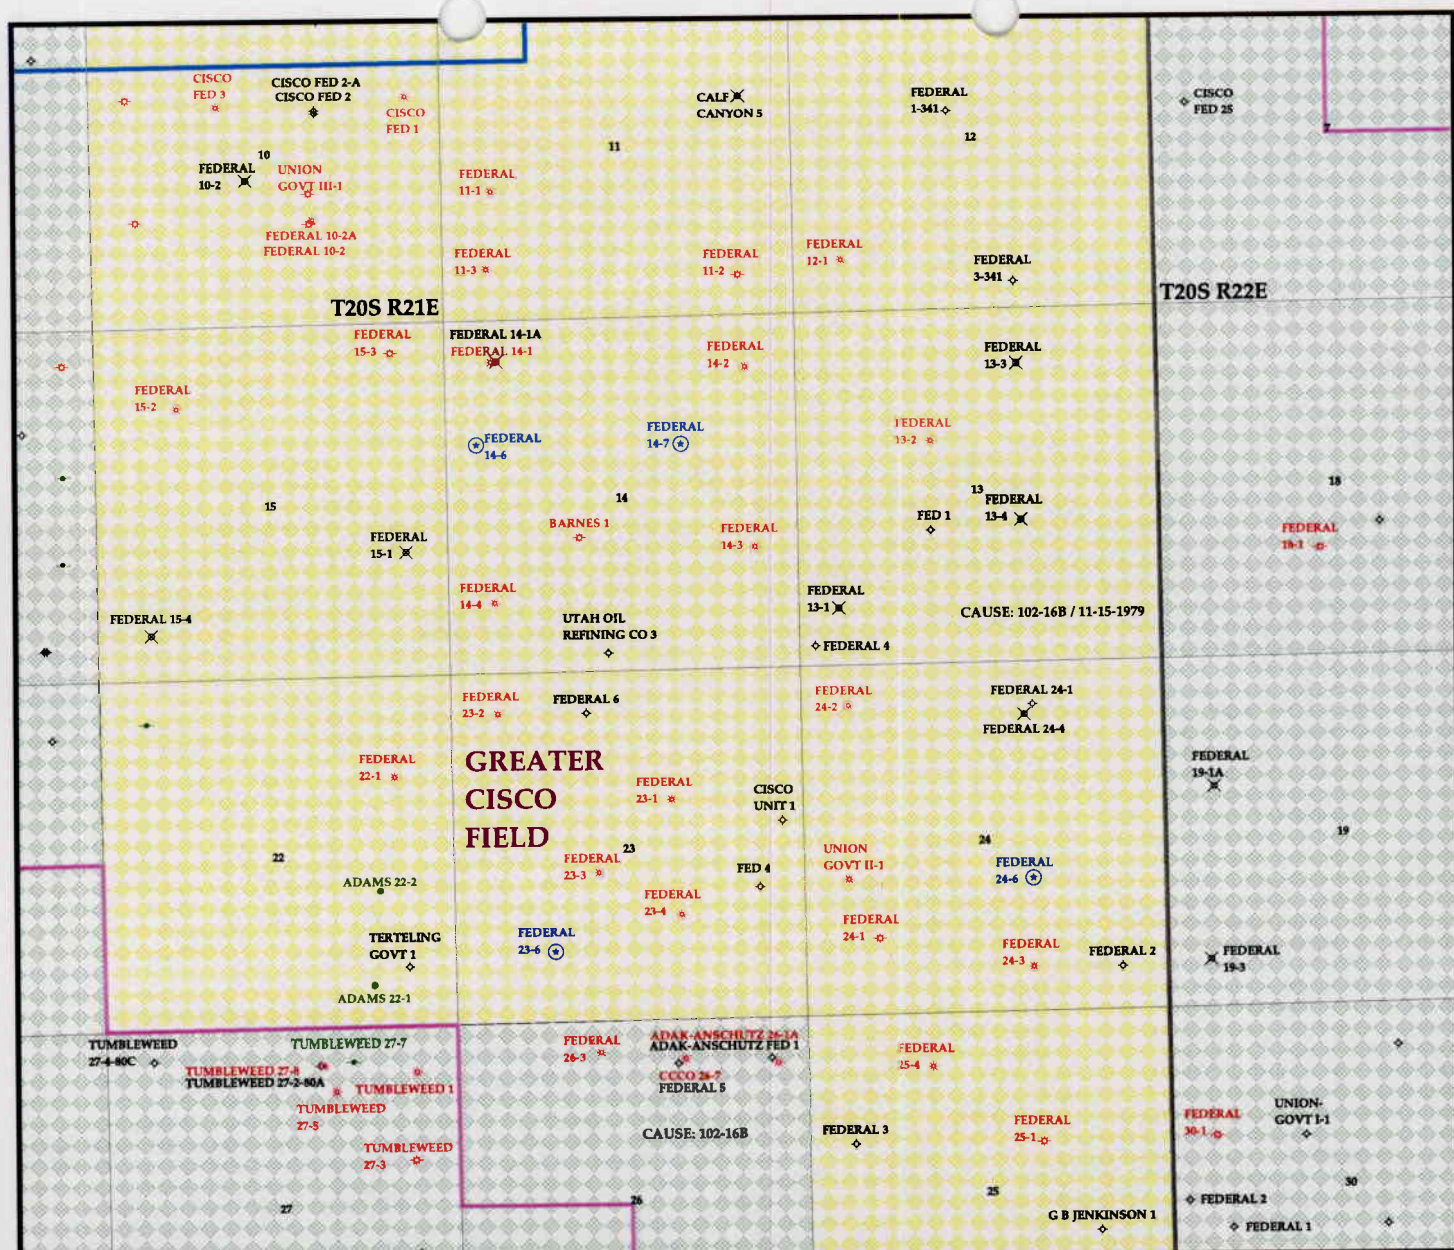 CISCO
FED 3
CISCO FED 2-A
CISCO FED 2
CISCO
FED 1
CALF
CANYON 5
FEDERAL
1-341
CISCO
FED 25
7
10
11
12
FEDERAL
10-2
UNION
GOVT III-1
FEDERAL
11-1
FEDERAL 10-2A
FEDERAL 10-2
FEDERAL
11-3
FEDERAL
11-2
FEDERAL
12-1
FEDERAL
3-341
T20S R21E
T20S R22E
FEDERAL
15-3
FEDERAL 14-1A
FEDERAL 14-1
FEDERAL
14-2
FEDERAL
13-3
FEDERAL
15-2
FEDERAL
14-6
FEDERAL
14-7
FEDERAL
13-2
15
14
13
18
FEDERAL
15-1
BARNES 1
FEDERAL
14-3
FED 1
FEDERAL
13-4
FEDERAL
18-1
FEDERAL
14-4
FEDERAL
13-1
CAUSE: 102-16B / 11-15-1979
FEDERAL 15-4
UTAH OIL
REFINING CO 3
FEDERAL 4
FEDERAL
23-2
FEDERAL 6
FEDERAL
24-2
FEDERAL 24-1
FEDERAL 24-4
FEDERAL
22-1
GREATER
CISCO
FIELD
FEDERAL
23-1
CISCO
UNIT 1
FEDERAL
19-1A
22
23
24
19
ADAMS 22-2
FEDERAL
23-3
FED 4
UNION
GOVT II-1
FEDERAL
24-6
FEDERAL
23-4
TERTELING
GOVT 1
FEDERAL
23-6
FEDERAL
24-1
FEDERAL
24-3
FEDERAL 2
FEDERAL
19-3
ADAMS 22-1
TUMBLEWEED
27-4-80C
TUMBLEWEED 27-7
TUMBLEWEED 27-8
TUMBLEWEED 27-2-80A
TUMBLEWEED 1
TUMBLEWEED
27-5
TUMBLEWEED
27-3
FEDERAL
26-3
ADAK-ANSCHUTZ 26-1A
ADAK-ANSCHUTZ FED 1
CCCO 26-7
FEDERAL 5
FEDERAL
25-4
CAUSE: 102-16B
FEDERAL 3
FEDERAL
25-1
FEDERAL
30-1
UNION-
GOVT I-1
27
26
25
30
G B JENKINSON 1
FEDERAL 2
FEDERAL 1